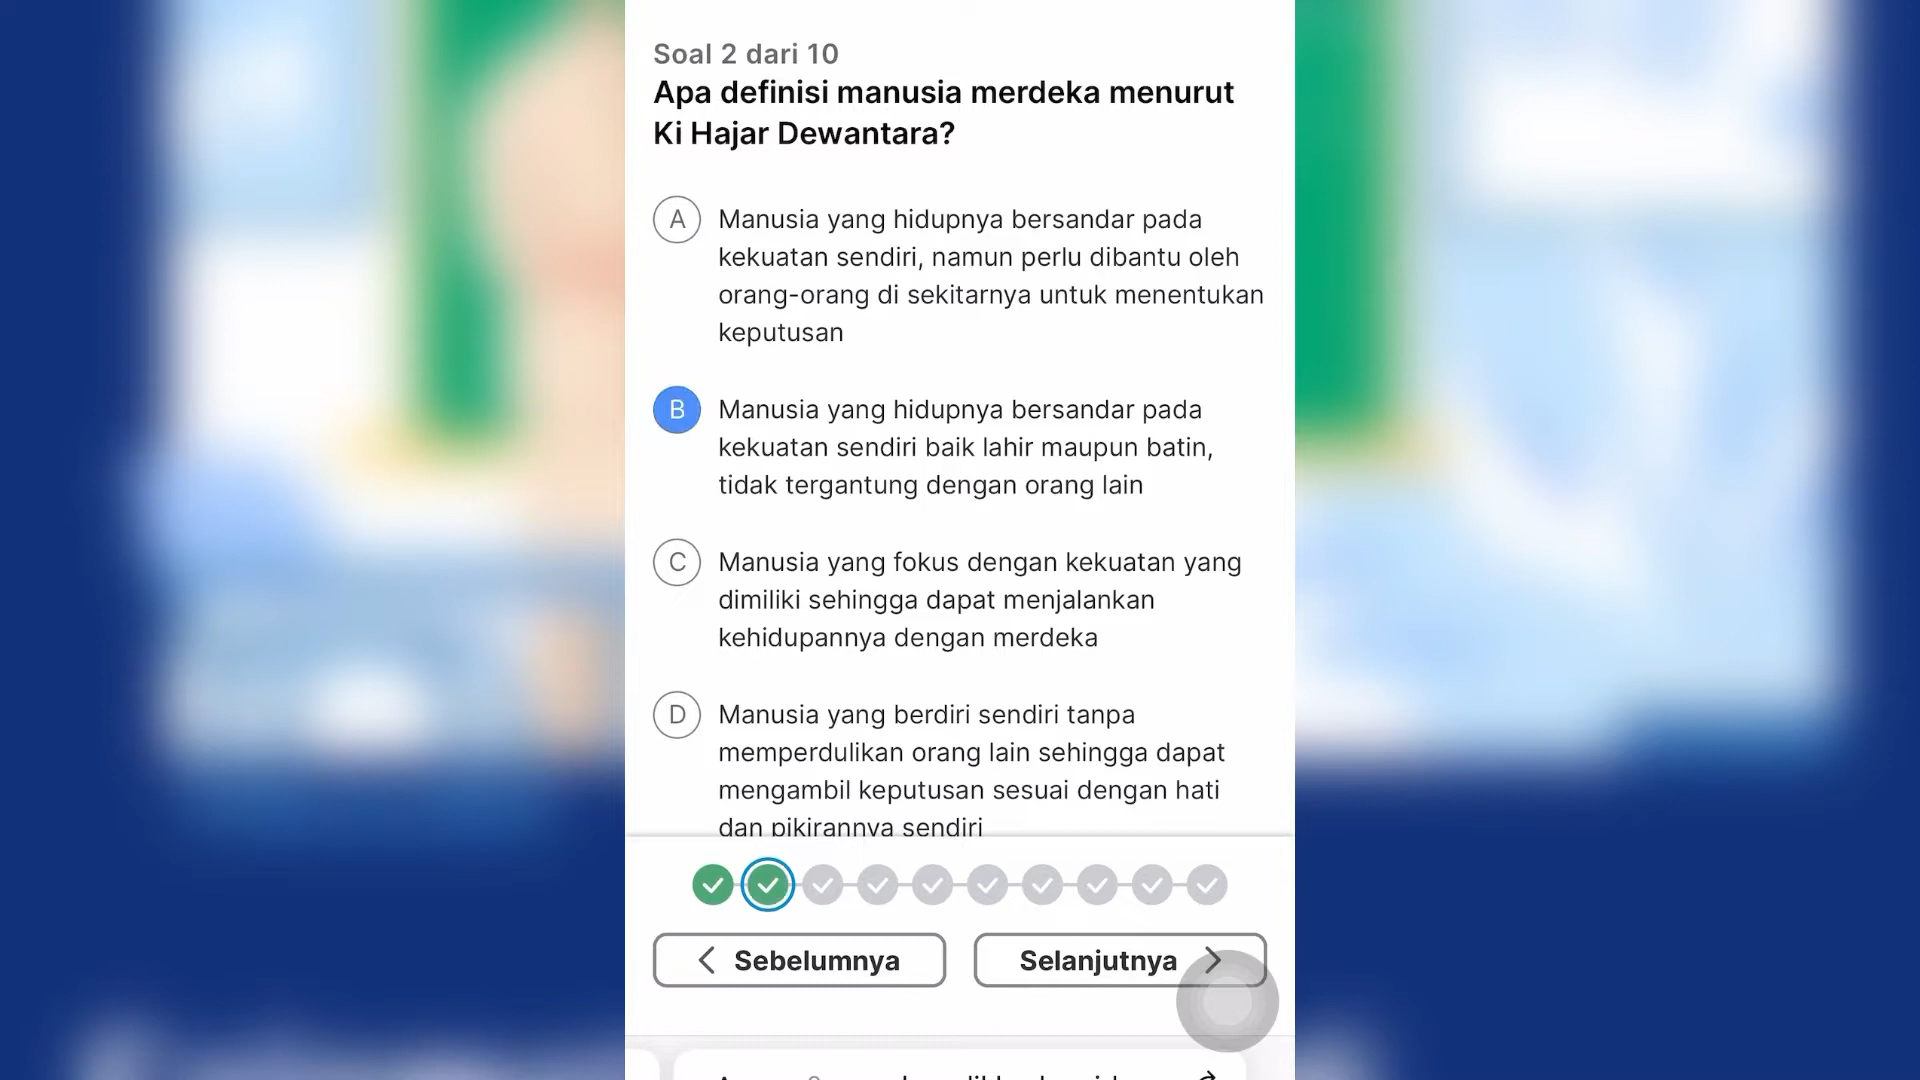 Soal 2 dari 10
Apa definisi manusia merdeka menurut
Ki Hajar Dewantara?
A Manusia yang hidupnya bersandar pada
kekuatan sendiri, namun perlu dibantu oleh
orang-orang di sekitarnya untuk menentukan
keputusan
B Manusia yang hidupnya bersandar pada
kekuatan sendiri baik lahir maupun batin,
tidak tergantung dengan orang lain
C Manusia yang fokus dengan kekuatan yang
dimiliki sehingga dapat menjalankan
kehidupannya dengan merdeka
D Manusia yang berdiri sendiri tanpa
memperdulikan orang lain sehingga dapat
mengambil keputusan sesuai dengan hati
dan pikirannya sendiri
Sebelumnya
Selanjutnya